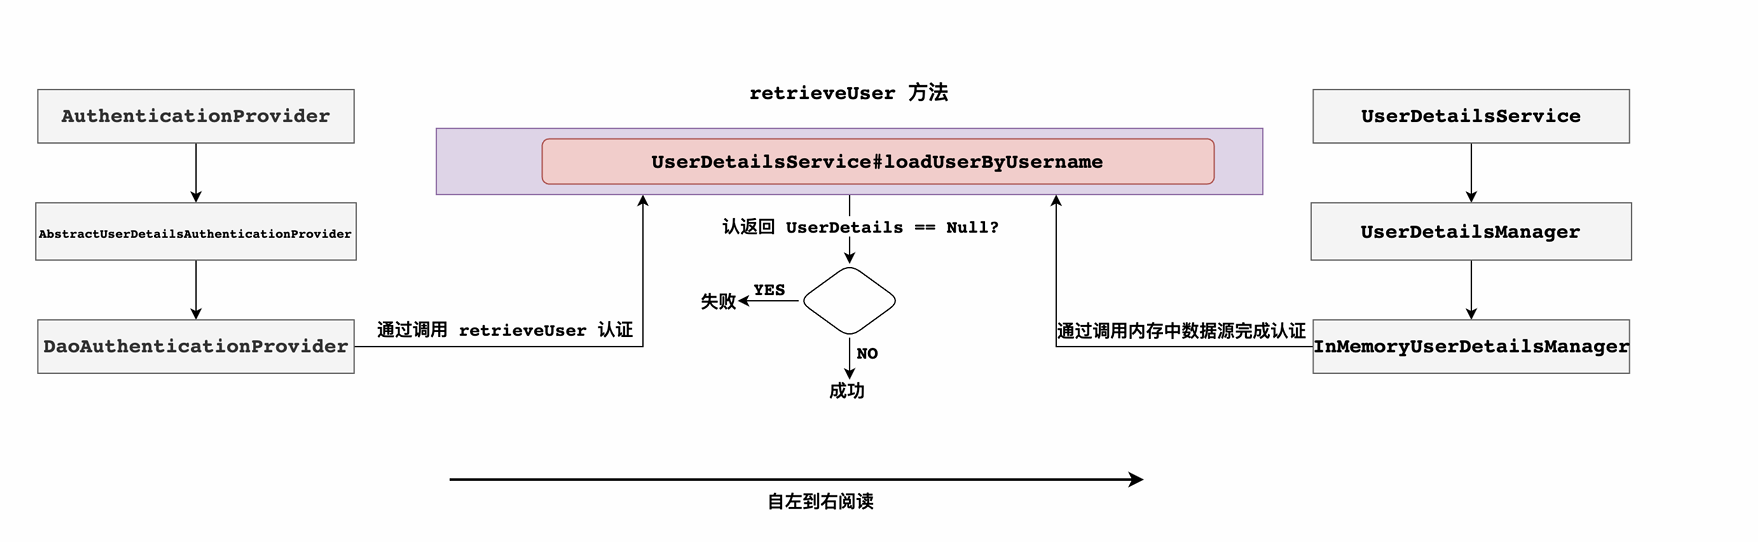 retrieveUser 方法
AuthenticationProvider
AbstractUserDetailsAuthenticationProvider
DaoAuthenticationProvider
通过调用 retrieveUser 认证
UserDetailsService#loadUserByUsername
认返回 UserDetails == Null?
YES
失败
NO
成功
通过调用内存中数据源完成认证
UserDetailsService
UserDetailsManager
InMemoryUserDetailsManager
自左到右阅读